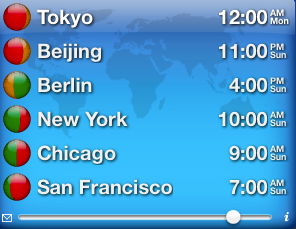 Tokyo 12:00 AM Mon
Beijing 11:00 PM Sun
Berlin 4:00 PM Sun
New York 10:00 AM Sun
Chicago 9:00 AM Sun
San Francisco 7:00 AM Sun
i